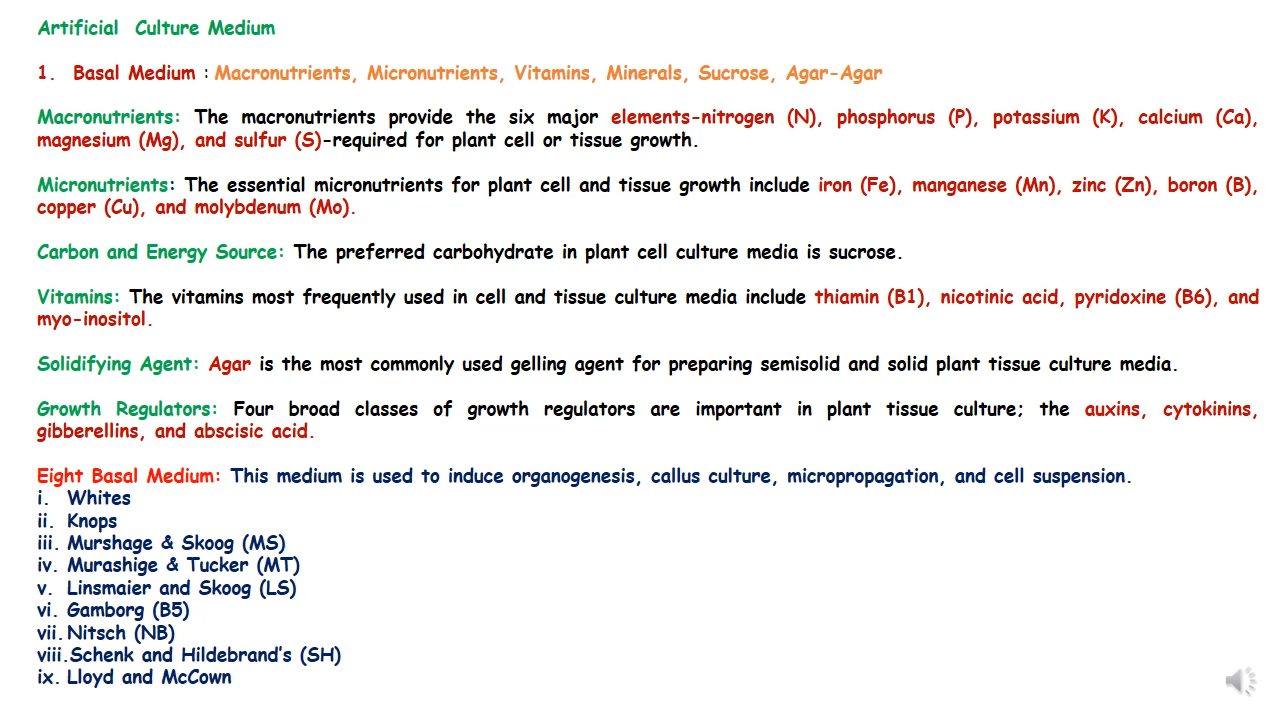 Artificial Culture Medium
1. Basal Medium : Macronutrients, Micronutrients, Vitamins, Minerals, Sucrose, Agar-Agar
Macronutrients: The macronutrients provide the six major elements-nitrogen (N), phosphorus (P), potassium (K), calcium (Ca),
magnesium (Mg), and sulfur (S)-required for plant cell or tissue growth.
Micronutrients: The essential micronutrients for plant cell and tissue growth include iron (Fe), manganese (Mn), zinc (Zn), boron (B),
copper (Cu), and molybdenum (Mo).
Carbon and Energy Source: The preferred carbohydrate in plant cell culture media is sucrose.
Vitamins: The vitamins most frequently used in cell and tissue culture media include thiamin (B1), nicotinic acid, pyridoxine (B6), and
myo-inositol.
Solidifying Agent: Agar is the most commonly used gelling agent for preparing semisolid and solid plant tissue culture media.
Growth Regulators: Four broad classes of growth regulators are important in plant tissue culture; the auxins, cytokinins,
gibberellins, and abscisic acid.
Eight Basal Medium: This medium is used to induce organogenesis, callus culture, micropropagation, and cell suspension.
i. Whites
ii. Knops
iii. Murshage & Skoog (MS)
iv. Murashige & Tucker (MT)
v. Linsmaier and Skoog (LS)
vi. Gamborg (B5)
vii. Nitsch (NB)
viii.Schenk and Hildebrand's (SH)
ix. Lloyd and McCown